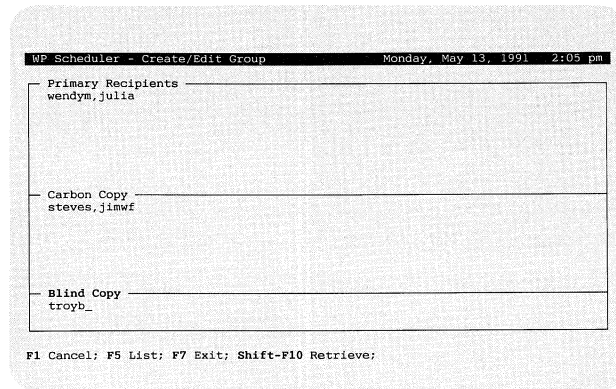 WP Scheduler - Create/Edit Group Monday, May 13, 1991 2:05 pm
Primary Recipients
wendym,julia
Carbon Copy
steves,jimwf
Blind Copy
troyb_
F1 Cancel; F5 List; F7 Exit; Shift-F10 Retrieve;